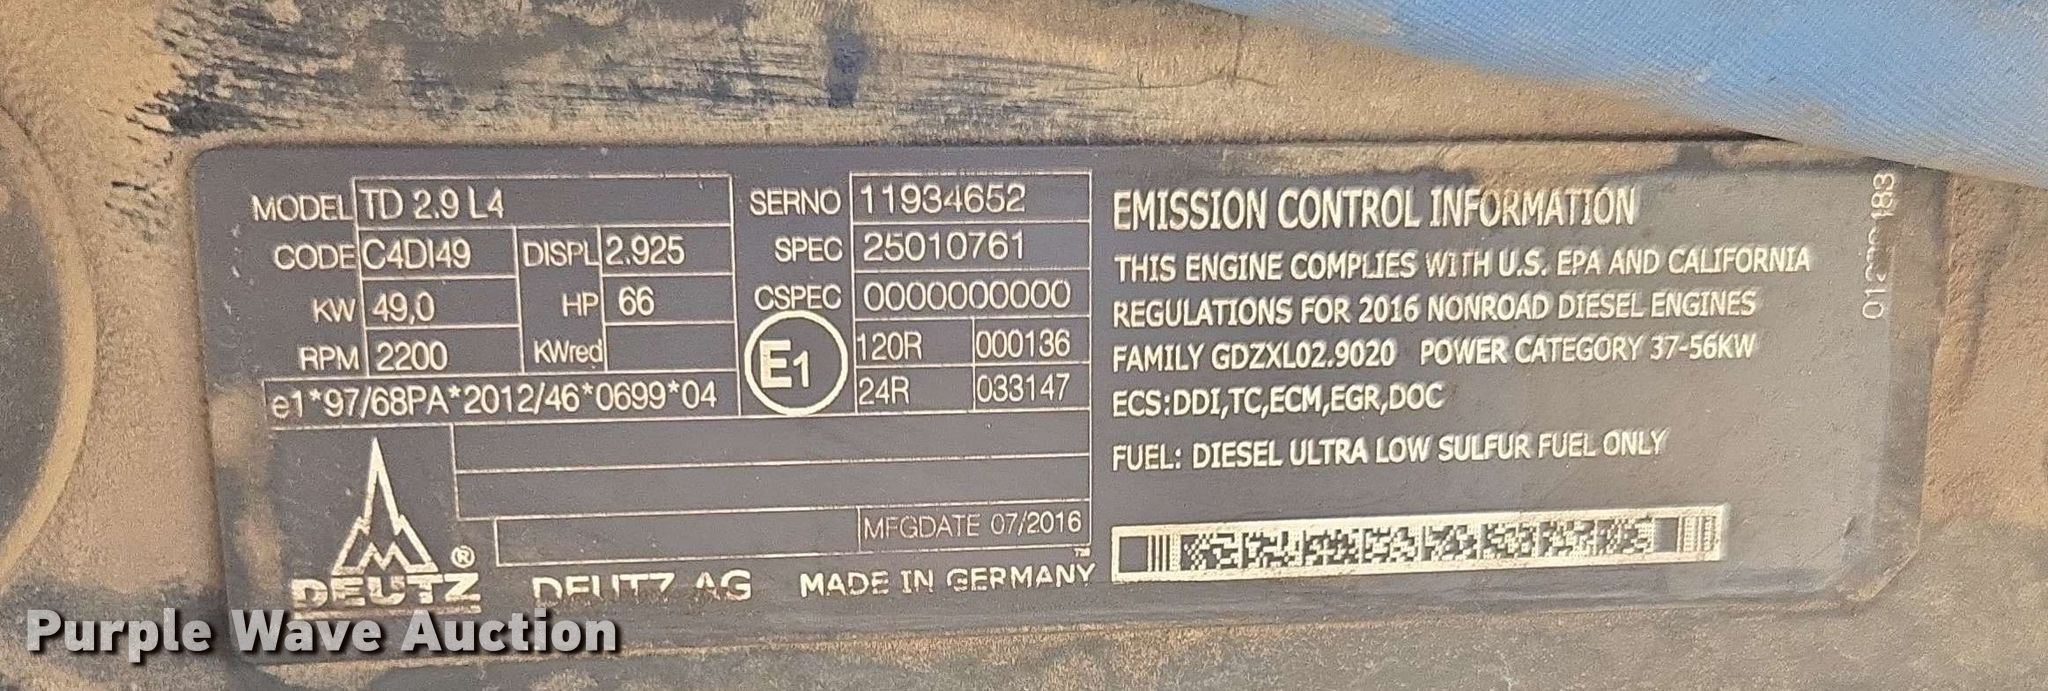 MODEL TD 2.9 L4
CODE C4DI49 DISPL 2.925
KW 49,0 HP 66
RPM 2200 KWred
e1*97/68PA*2012/46*0699*04
SERNO 11934652
SPEC 25010761
CSPEC 0000000000
E1 120R 000136
24R 033147
MFGDATE 07/2016
DEUTZ ®
DEUTZ AG MADE IN GERMANY ™
EMISSION CONTROL INFORMATION
THIS ENGINE COMPLIES WITH U.S. EPA AND CALIFORNIA
REGULATIONS FOR 2016 NONROAD DIESEL ENGINES
FAMILY GDZXL02.9020 POWER CATEGORY 37-56KW
ECS:DDI,TC,ECM,EGR,DOC
FUEL: DIESEL ULTRA LOW SULFUR FUEL ONLY
Purple Wave Auction